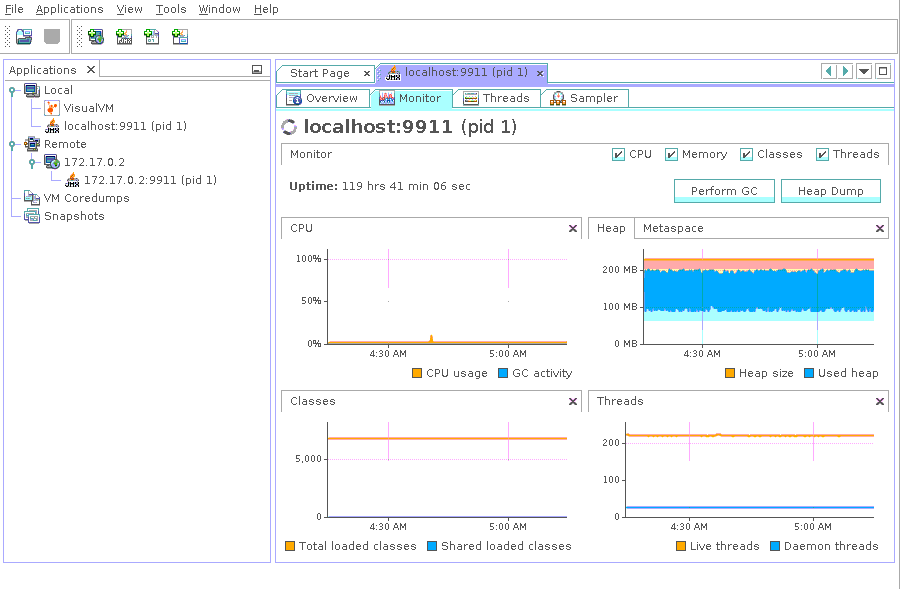 File Applications View Tools Window Help
Applications
Local
VisualVM
localhost:9911 (pid 1)
Remote
172.17.0.2
172.17.0.2:9911 (pid 1)
VM Coredumps
Snapshots
Start Page localhost:9911 (pid 1)
Overview Monitor Threads Sampler
localhost:9911 (pid 1)
Monitor CPU Memory Classes Threads
Uptime: 119 hrs 41 min 06 sec Perform GC Heap Dump
CPU
100%
50%
0%
4:30 AM 5:00 AM
CPU usage GC activity
Heap Metaspace
200 MB
100 MB
0 MB
4:30 AM 5:00 AM
Heap size Used heap
Classes
5,000
0
4:30 AM 5:00 AM
Total loaded classes Shared loaded classes
Threads
200
100
0
4:30 AM 5:00 AM
Live threads Daemon threads